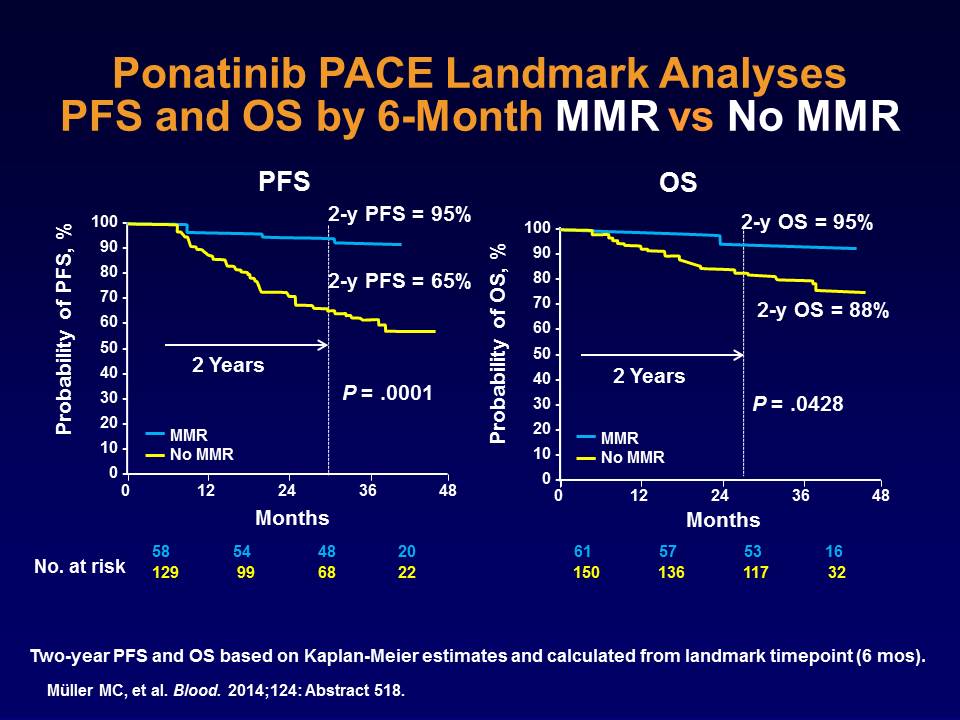 Ponatinib PACE Landmark Analyses
PFS and OS by 6-Month MMR vs No MMR
PFS
Probability of PFS, %
100
90
80
70
60
50
40
30
20
10
0
2-y PFS = 95%
2-y PFS = 65%
2 Years
P = .0001
MMR
No MMR
0 12 24 36 48
Months
OS
Probability of OS, %
100
90
80
70
60
50
40
30
20
10
0
2-y OS = 95%
2-y OS = 88%
2 Years
P = .0428
MMR
No MMR
0 12 24 36 48
Months
No. at risk
58 54 48 20
129 99 68 22
61 57 53 16
150 136 117 32
Two-year PFS and OS based on Kaplan-Meier estimates and calculated from landmark timepoint (6 mos).
Müller MC, et al. Blood. 2014;124: Abstract 518.